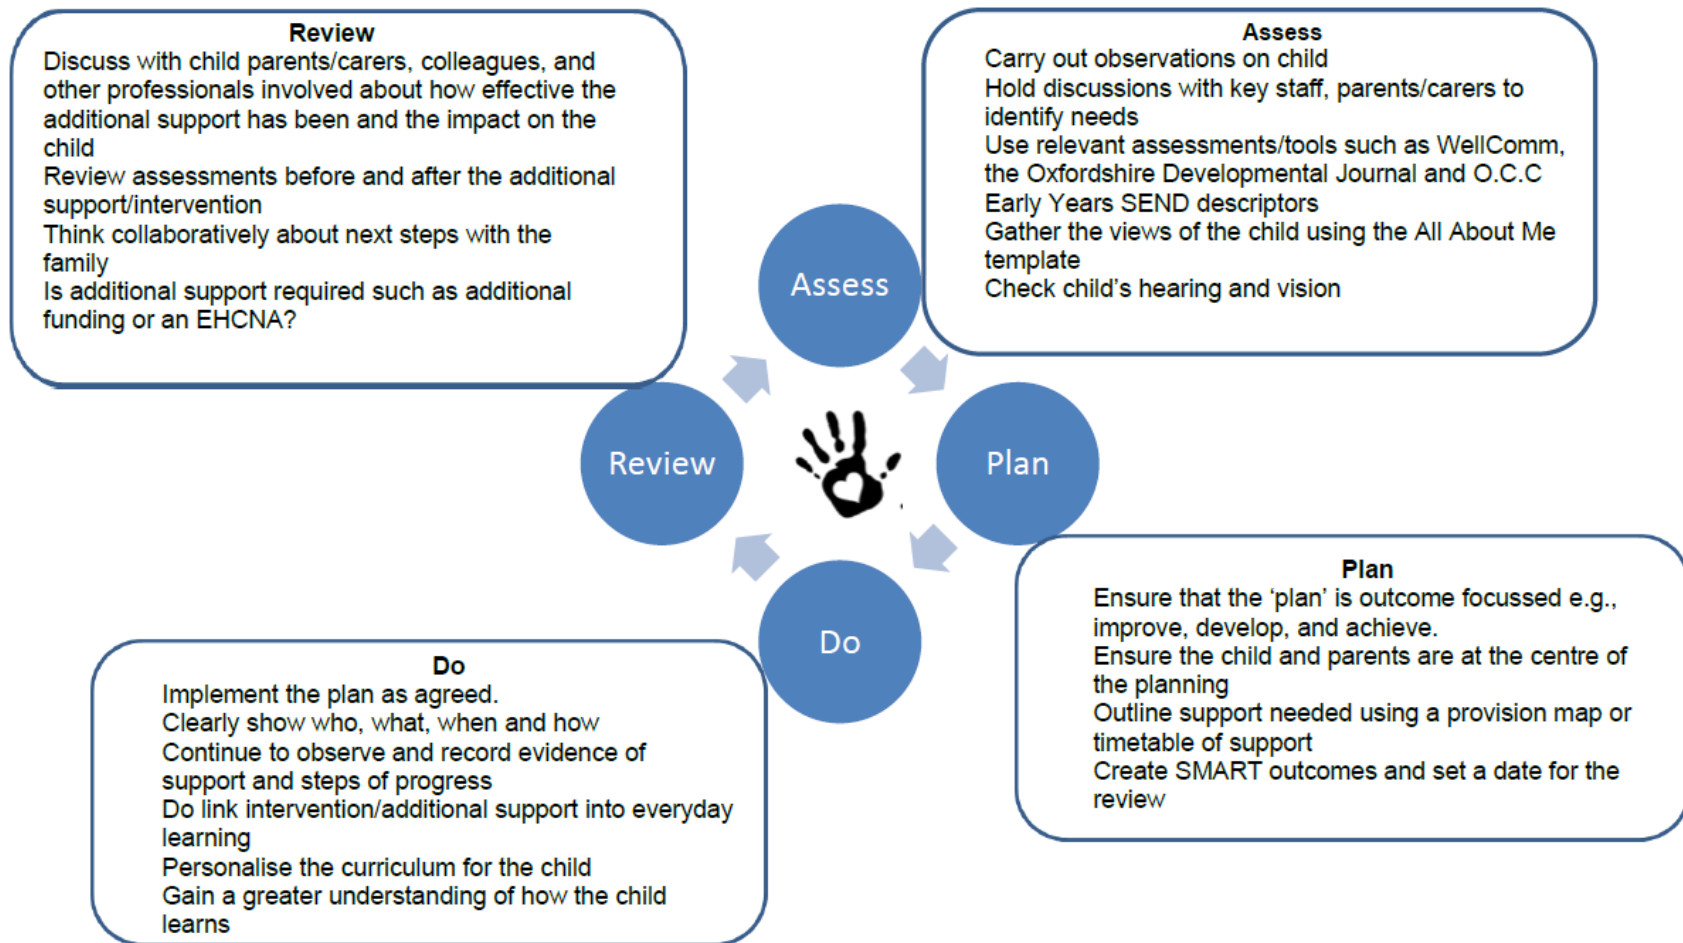 Review
Discuss with child parents/carers, colleagues, and
other professionals involved about how effective the
additional support has been and the impact on the
child
Review assessments before and after the additional
support/intervention
Think collaboratively about next steps with the
family
Is additional support required such as additional
funding or an EHCNA?
Assess
Carry out observations on child
Hold discussions with key staff, parents/carers to
identify needs
Use relevant assessments/tools such as WellComm,
the Oxfordshire Developmental Journal and O.C.C
Early Years SEND descriptors
Gather the views of the child using the All About Me
template
Check child’s hearing and vision
Assess
Review
Plan
Do
Plan
Ensure that the ‘plan’ is outcome focussed e.g.,
improve, develop, and achieve.
Ensure the child and parents are at the centre of
the planning
Outline support needed using a provision map or
timetable of support
Create SMART outcomes and set a date for the
review
Do
Implement the plan as agreed.
Clearly show who, what, when and how
Continue to observe and record evidence of
support and steps of progress
Do link intervention/additional support into everyday
learning
Personalise the curriculum for the child
Gain a greater understanding of how the child
learns